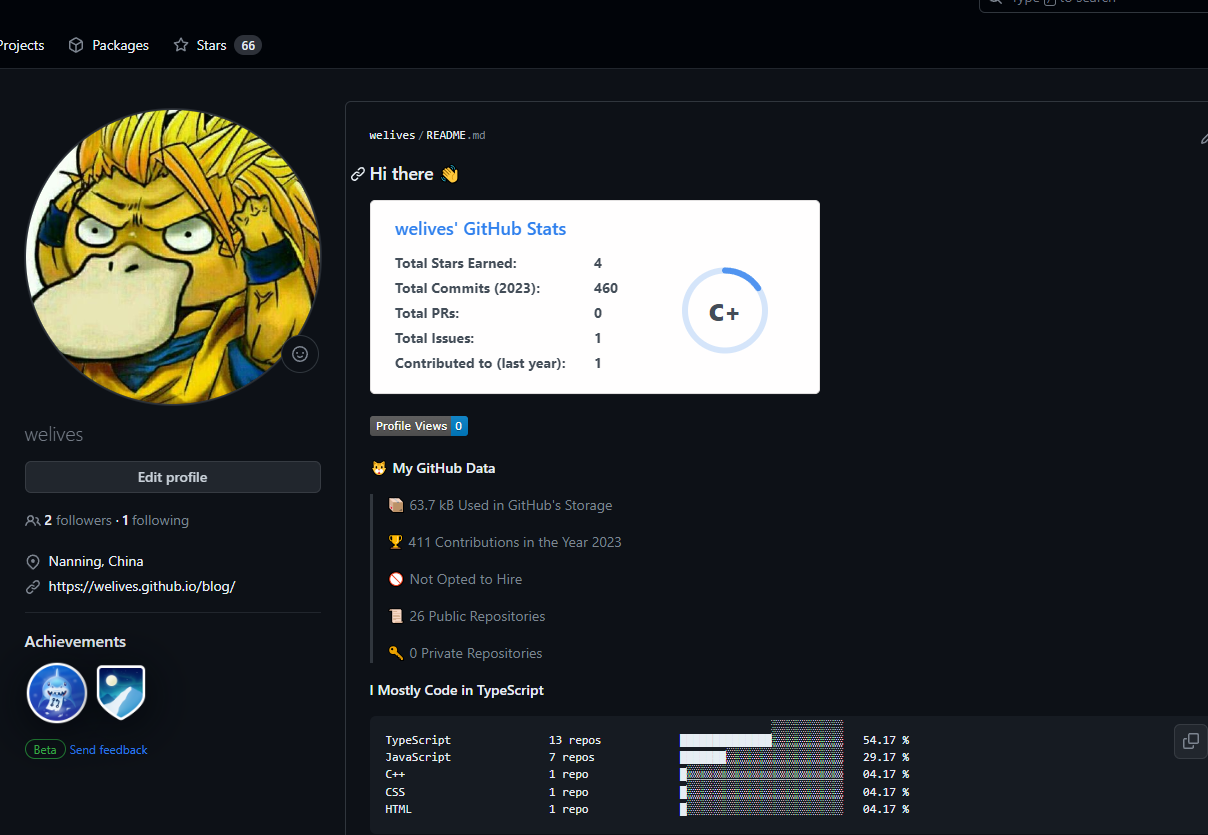 Projects Packages Stars 66
Type / to search
welives/README.md
Hi there 👋
welives' GitHub Stats
Total Stars Earned: 4
Total Commits (2023): 460
Total PRs: 0
Total Issues: 1
Contributed to (last year): 1
C+
Profile Views 0
🐱 My GitHub Data
📦 63.7 kB Used in GitHub's Storage
🏆 411 Contributions in the Year 2023
🚫 Not Opted to Hire
📜 26 Public Repositories
🔑 0 Private Repositories
I Mostly Code in TypeScript
TypeScript 13 repos 54.17 %
JavaScript 7 repos 29.17 %
C++ 1 repo 04.17 %
CSS 1 repo 04.17 %
HTML 1 repo 04.17 %
welives
Edit profile
2 followers · 1 following
Nanning, China
https://welives.github.io/blog/
Achievements
Beta Send feedback